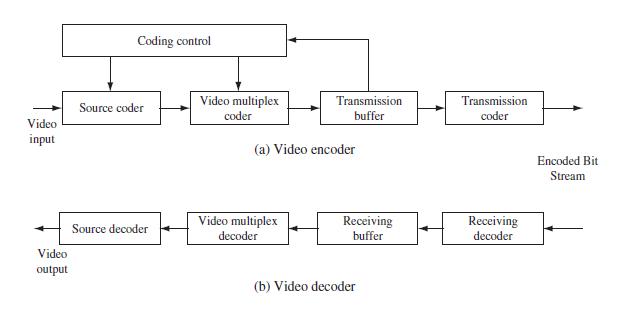 Coding control
Source coder
Video multiplex
coder
Transmission
buffer
Transmission
coder
Video
input
(a) Video encoder
Encoded Bit
Stream
Source decoder
Video multiplex
decoder
Receiving
buffer
Receiving
decoder
Video
output
(b) Video decoder